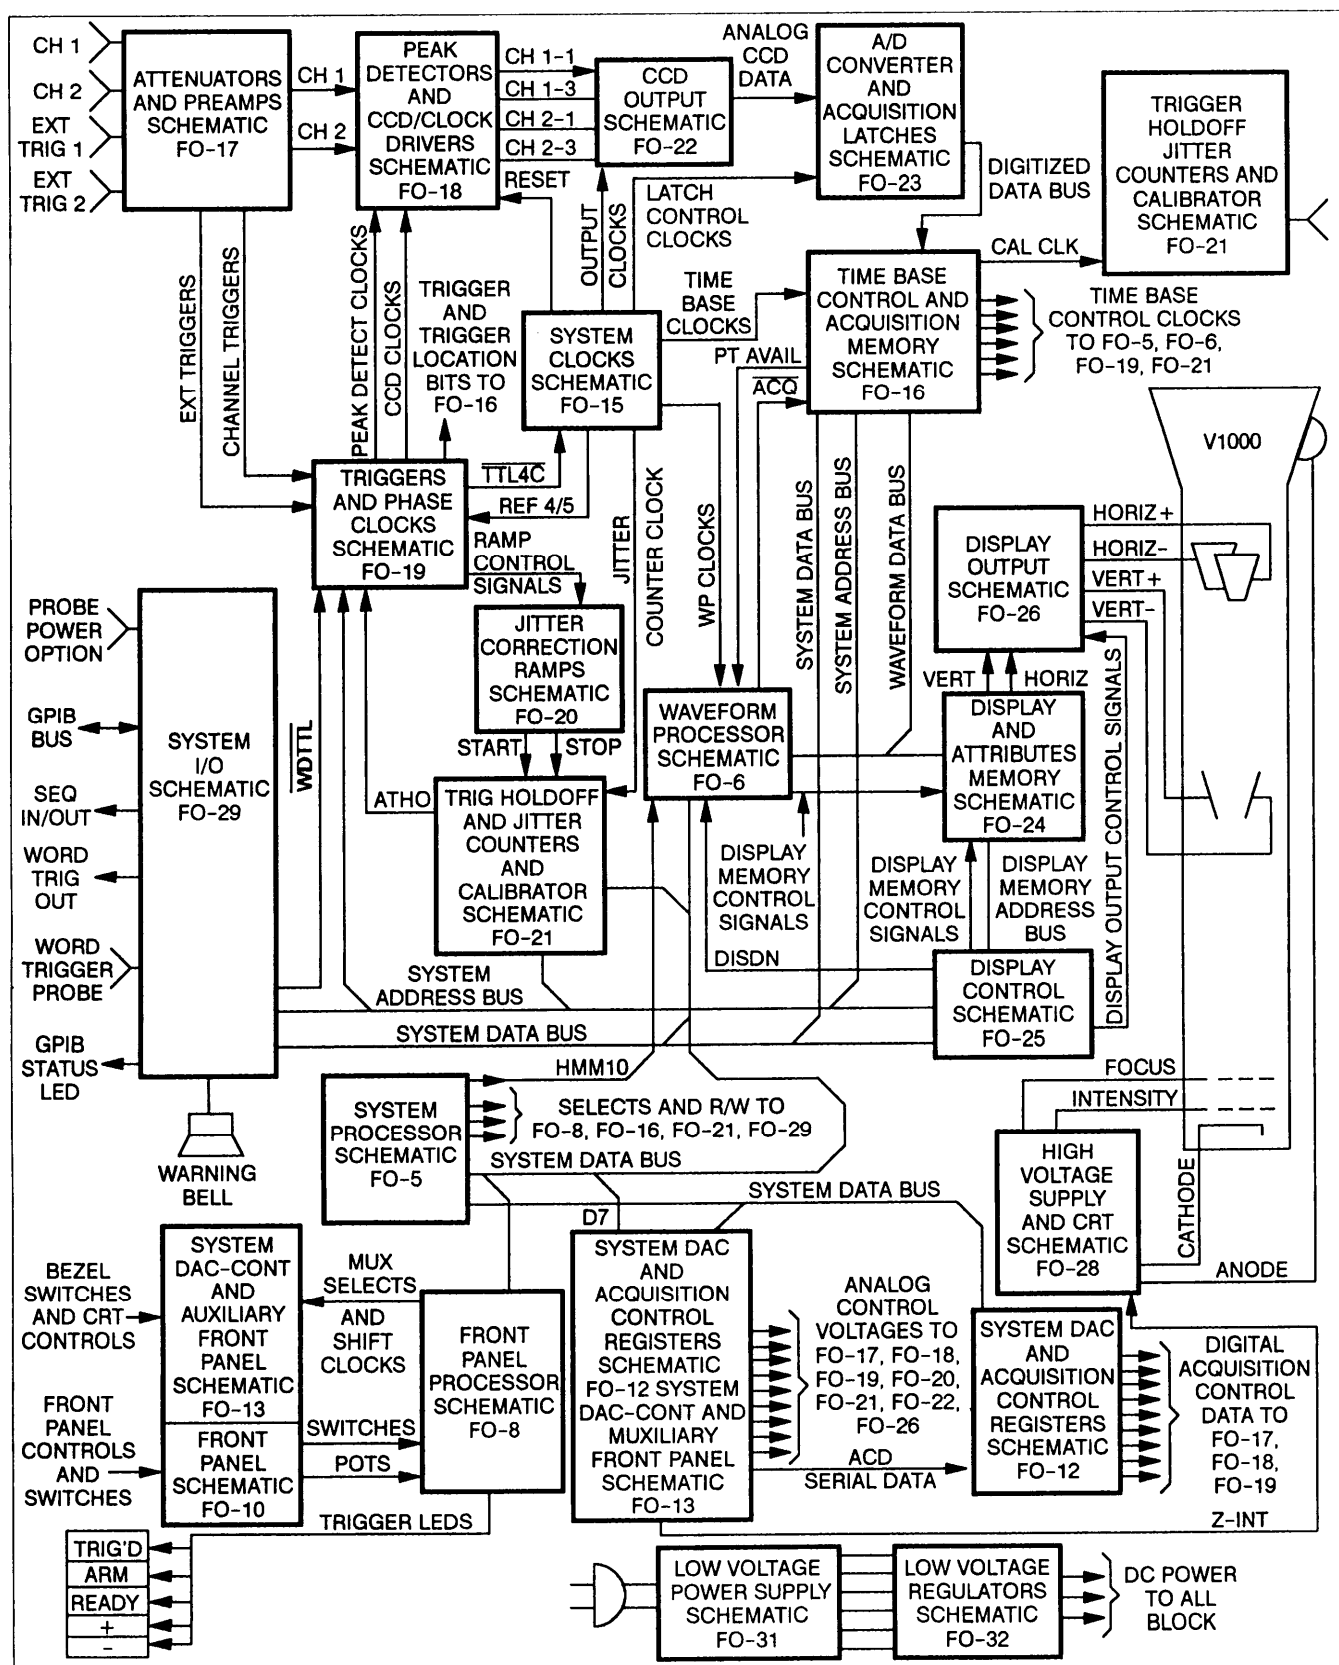 CH 1
CH 2
EXT
TRIG 1
EXT
TRIG 2
ATTENUATORS
AND PREAMPS
SCHEMATIC
FO-17
CH 1
CH 2
PEAK
DETECTORS
AND
CCD/CLOCK
DRIVERS
SCHEMATIC
FO-18
CH 1-1
CH 1-3
CH 2-1
CH 2-3
RESET
CCD
OUTPUT
SCHEMATIC
FO-22
ANALOG
CCD
DATA
A/D
CONVERTER
AND
ACQUISITION
LATCHES
SCHEMATIC
FO-23
DIGITIZED
DATA BUS
TRIGGER
HOLDOFF
JITTER
COUNTERS AND
CALIBRATOR
SCHEMATIC
FO-21
EXT TRIGGERS
CHANNEL TRIGGERS
PEAK DETECT CLOCKS
CCD CLOCKS
TRIGGER
AND
TRIGGER
LOCATION
BITS TO
FO-16
OUTPUT
CLOCKS
LATCH
CONTROL
CLOCKS
TIME
BASE
CLOCKS
SYSTEM
CLOCKS
SCHEMATIC
FO-15
PT AVAIL
ACQ
TIME BASE
CONTROL AND
ACQUISITION
MEMORY
SCHEMATIC
FO-16
CAL CLK
TIME BASE
CONTROL CLOCKS
TO FO-5, FO-6,
FO-19, FO-21
V1000
TRIGGERS
AND PHASE
CLOCKS
SCHEMATIC
FO-19
TTL4C
REF 4/5
RAMP
CONTROL
SIGNALS
JITTER
COUNTER CLOCK
WP CLOCKS
SYSTEM DATA BUS
SYSTEM ADDRESS BUS
WAVEFORM DATA BUS
DISPLAY
OUTPUT
SCHEMATIC
FO-26
HORIZ+
HORIZ-
VERT+
VERT-
PROBE
POWER
OPTION
GPIB
BUS
SEQ
IN/OUT
WORD
TRIG
OUT
WORD
TRIGGER
PROBE
GPIB
STATUS
LED
SYSTEM
I/O
SCHEMATIC
FO-29
WDTTL
JITTER
CORRECTION
RAMPS
SCHEMATIC
FO-20
START
STOP
ATHO
TRIG HOLDOFF
AND JITTER
COUNTERS
AND
CALIBRATOR
SCHEMATIC
FO-21
WAVEFORM
PROCESSOR
SCHEMATIC
FO-6
VERT
HORIZ
DISPLAY
AND
ATTRIBUTES
MEMORY
SCHEMATIC
FO-24
DISPLAY OUTPUT CONTROL SIGNALS
DISPLAY
MEMORY
CONTROL
SIGNALS
DISPLAY
MEMORY
CONTROL
SIGNALS
DISPLAY
MEMORY
ADDRESS
BUS
DISDN
SYSTEM
ADDRESS BUS
SYSTEM DATA BUS
DISPLAY
CONTROL
SCHEMATIC
FO-25
WARNING
BELL
SYSTEM
PROCESSOR
SCHEMATIC
FO-5
HMM10
SELECTS AND R/W TO
FO-8, FO-16, FO-21, FO-29
SYSTEM DATA BUS
SYSTEM DATA BUS
D7
FOCUS
INTENSITY
HIGH
VOLTAGE
SUPPLY
AND CRT
SCHEMATIC
FO-28
CATHODE
ANODE
BEZEL
SWITCHES
AND CRT
CONTROLS
FRONT
PANEL
CONTROLS
AND
SWITCHES
SYSTEM
DAC-CONT
AND
AUXILIARY
FRONT
PANEL
SCHEMATIC
FO-13
FRONT
PANEL
SCHEMATIC
FO-10
MUX
SELECTS
AND
SHIFT
CLOCKS
SWITCHES
POTS
FRONT
PANEL
PROCESSOR
SCHEMATIC
FO-8
TRIGGER LEDS
SYSTEM DAC
AND
ACQUISITION
CONTROL
REGISTERS
SCHEMATIC
FO-12 SYSTEM
DAC-CONT AND
MUXILIARY
FRONT PANEL
SCHEMATIC
FO-13
ANALOG
CONTROL
VOLTAGES TO
FO-17, FO-18,
FO-19, FO-20,
FO-21, FO-22,
FO-26
ACD
SERIAL DATA
SYSTEM DAC
AND
ACQUISITION
CONTROL
REGISTERS
SCHEMATIC
FO-12
DIGITAL
ACQUISITION
CONTROL
DATA TO
FO-17,
FO-18,
FO-19
Z-INT
TRIG'D
ARM
READY
+
-
LOW VOLTAGE
POWER SUPPLY
SCHEMATIC
FO-31
LOW VOLTAGE
REGULATORS
SCHEMATIC
FO-32
DC POWER
TO ALL
BLOCK